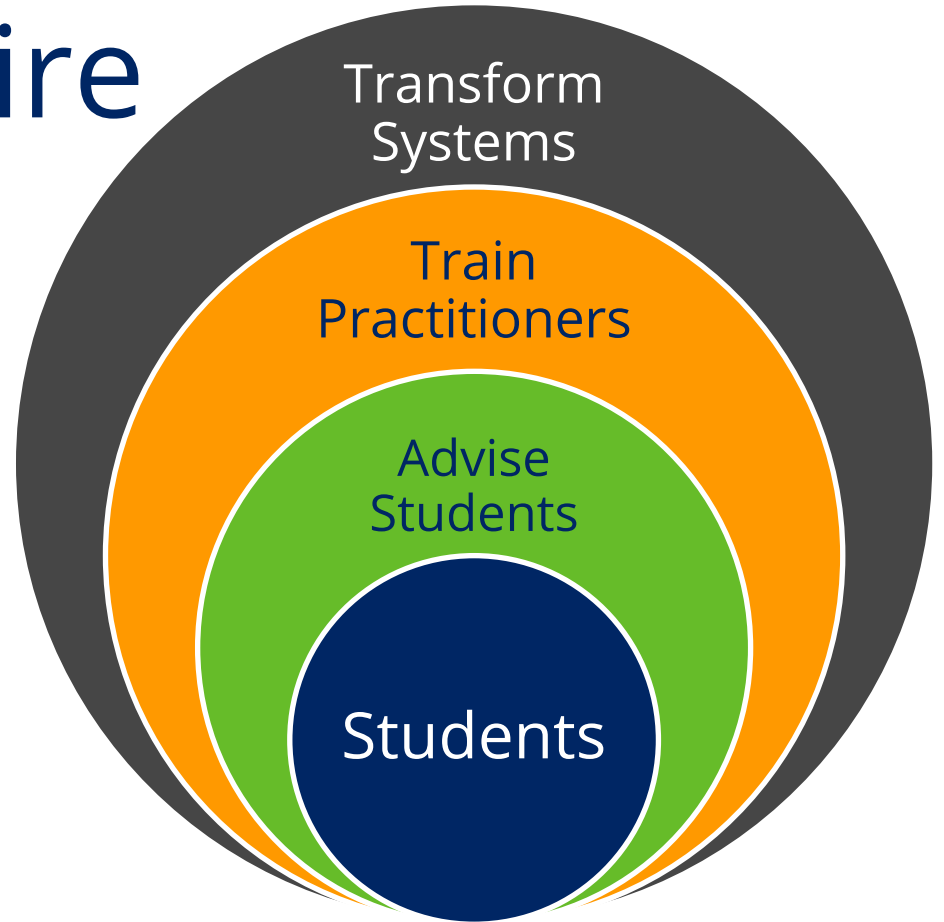 ire
Transform
Systems
Train
Practitioners
Advise
Students
Students